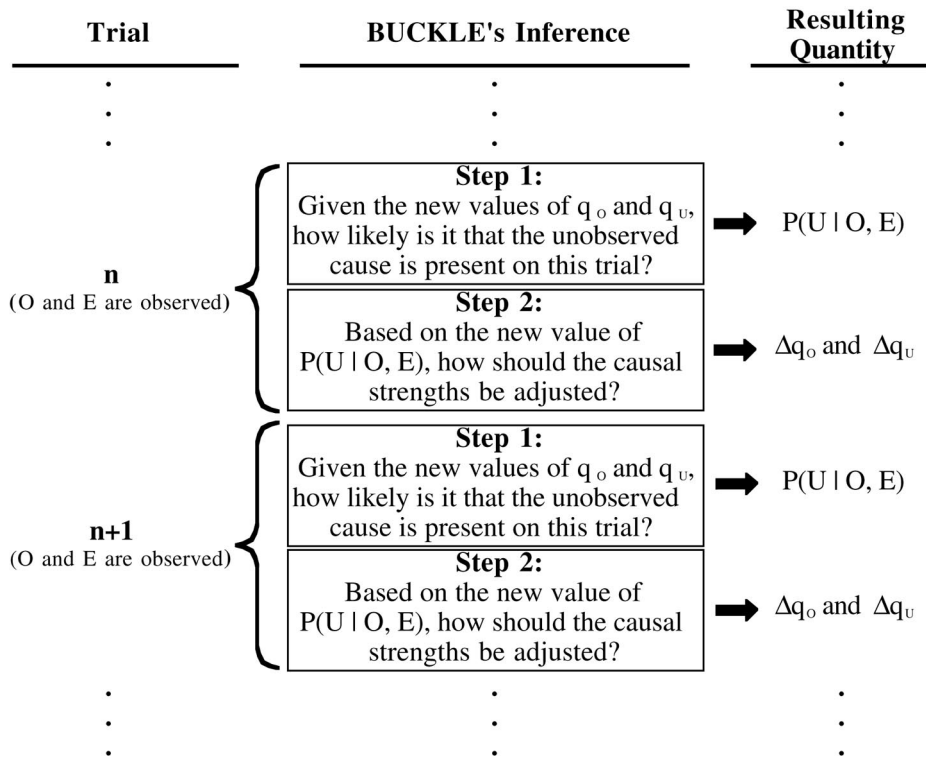 Trial
BUCKLE's Inference
Resulting
Quantity
n
(O and E are observed)
Step 1:
Given the new values of q O and q U,
how likely is it that the unobserved
cause is present on this trial?
P(U | O, E)
Step 2:
Based on the new value of
P(U | O, E), how should the causal
strengths be adjusted?
ΔqO and ΔqU
n+1
(O and E are observed)
Step 1:
Given the new values of q O and q U,
how likely is it that the unobserved
cause is present on this trial?
P(U | O, E)
Step 2:
Based on the new value of
P(U | O, E), how should the causal
strengths be adjusted?
ΔqO and ΔqU